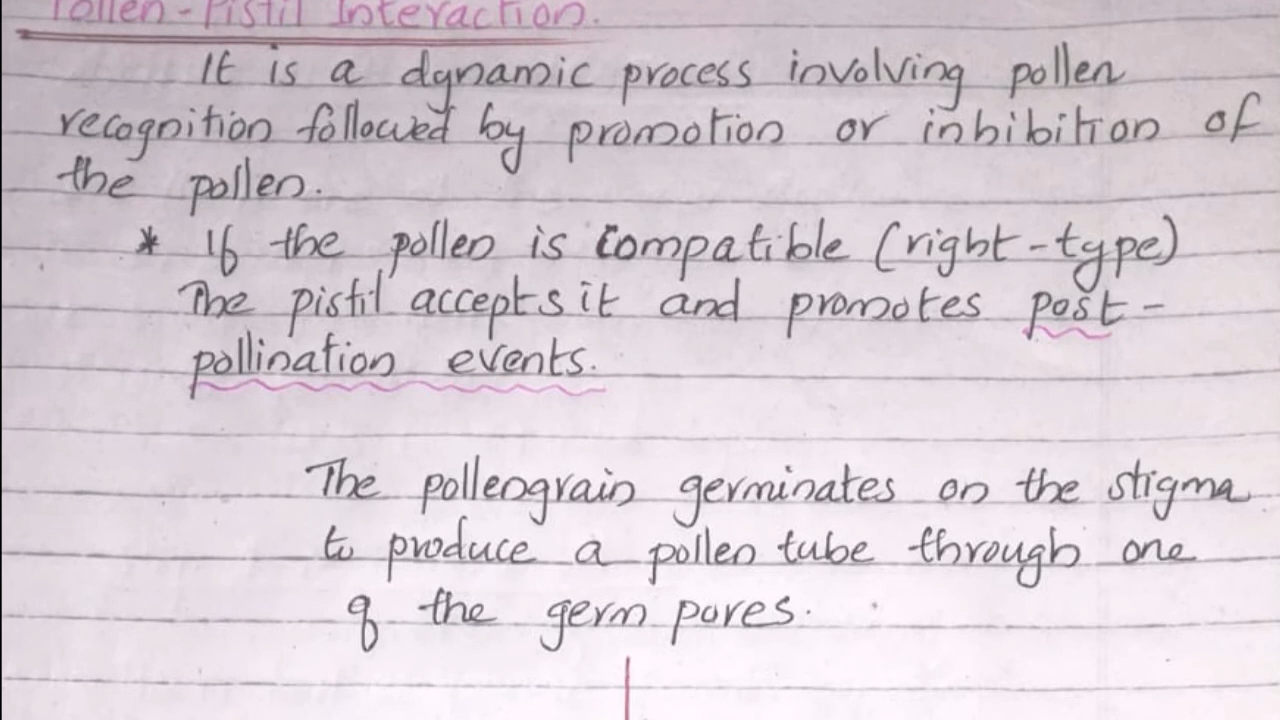 Pollen-Pistil Interaction.
It is a dynamic process involving pollen
recognition followed by promotion or inhibition of
the pollen.
* If the pollen is compatible (right-type)
The pistil accepts it and promotes post-
pollination events.
The pollengrain germinates on the stigma
to produce a pollen tube through one
of the germ pores.